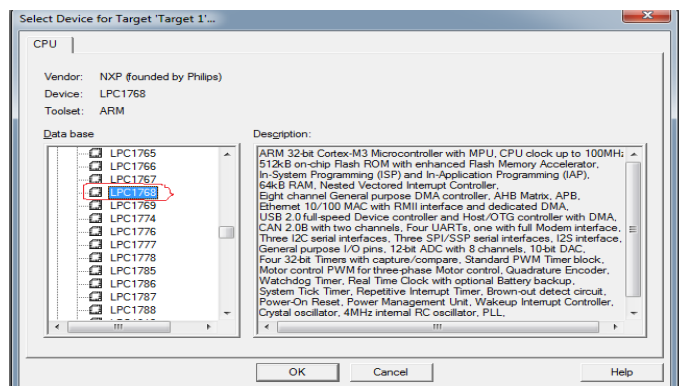 Select Device for Target 'Target 1'...
CPU
Vendor: NXP (founded by Philips)
Device: LPC1768
Toolset: ARM
Data base
Description:
LPC1765
LPC1766
LPC1767
LPC1768
LPC1769
LPC1774
LPC1776
LPC1777
LPC1778
LPC1785
LPC1786
LPC1787
LPC1788
ARM 32-bit Cortex-M3 Microcontroller with MPU, CPU clock up to 100MHz
512kB on-chip Flash ROM with enhanced Flash Memory Accelerator,
In-System Programming (ISP) and In-Application Programming (IAP),
64kB RAM, Nested Vectored Interrupt Controller,
Eight channel General purpose DMA controller, AHB Matrix, APB,
Ethernet 10/100 MAC with RMII interface and dedicated DMA,
USB 2.0 full-speed Device controller and Host/OTG controller with DMA,
CAN 2.0B with two channels, Four UARTs, one with full Modem interface,
Three I2C serial interfaces, Three SPI/SSP serial interfaces, I2S interface,
General purpose I/O pins, 12-bit ADC with 8 channels, 10-bit DAC,
Four 32-bit Timers with capture/compare, Standard PWM Timer block,
Motor control PWM for three-phase Motor control, Quadrature Encoder,
Watchdog Timer, Real Time Clock with optional Battery backup,
System Tick Timer, Repetitive Interrupt Timer, Brown-out detect circuit,
Power-On Reset, Power Management Unit, Wakeup Interrupt Controller,
Crystal oscillator, 4MHz internal RC oscillator, PLL,
OK
Cancel
Help